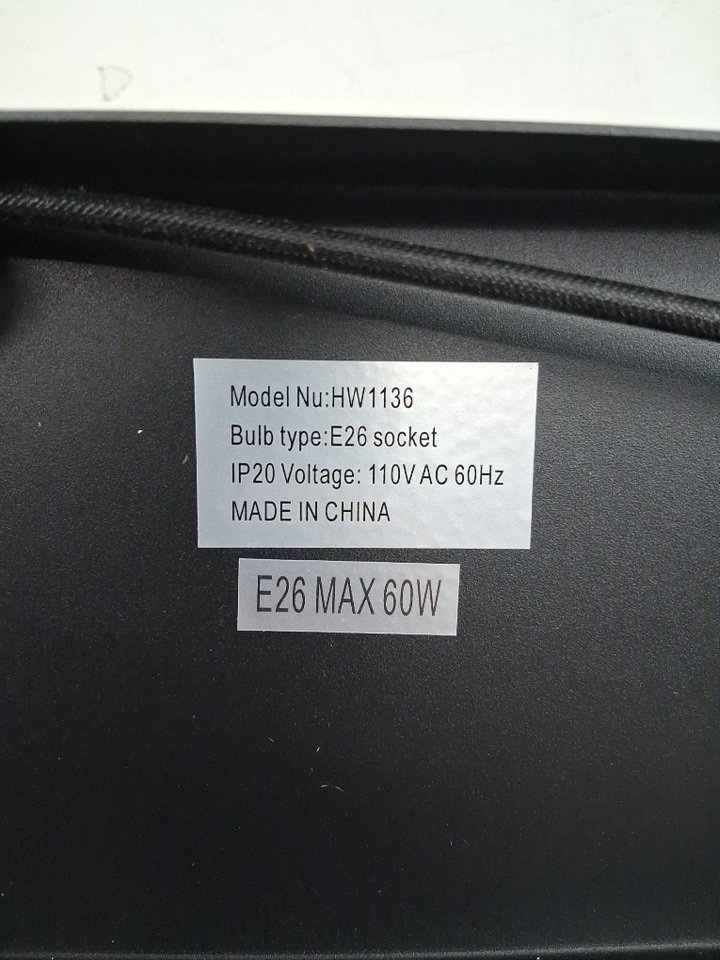 Model Nu:HW1136
Bulb type:E26 socket
IP20 Voltage: 110V AC 60Hz
MADE IN CHINA
E26 MAX 60W